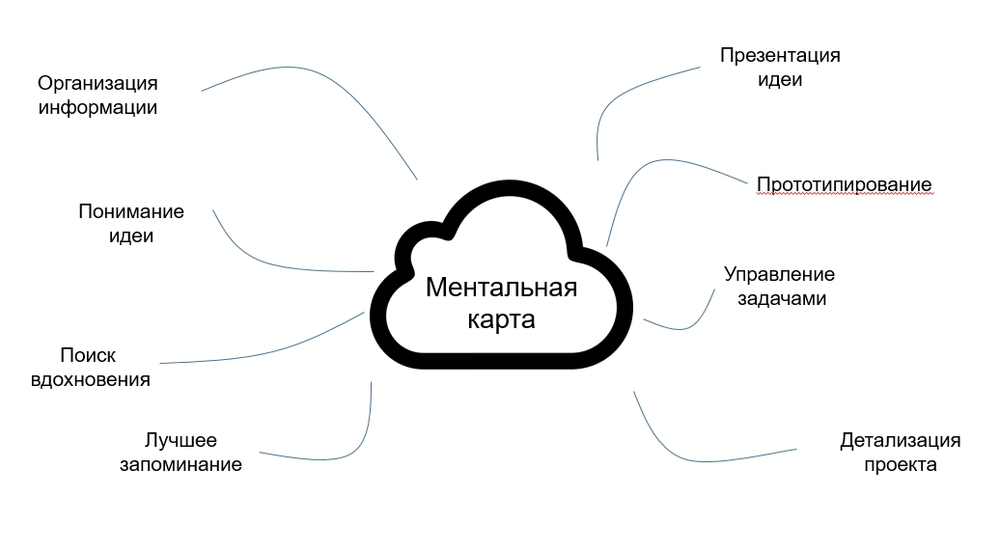 Организация
информации
Понимание
идеи
Поиск
вдохновения
Лучшее
запоминание
Ментальная
карта
Презентация
идеи
Прототипирование
Управление
задачами
Детализация
проекта